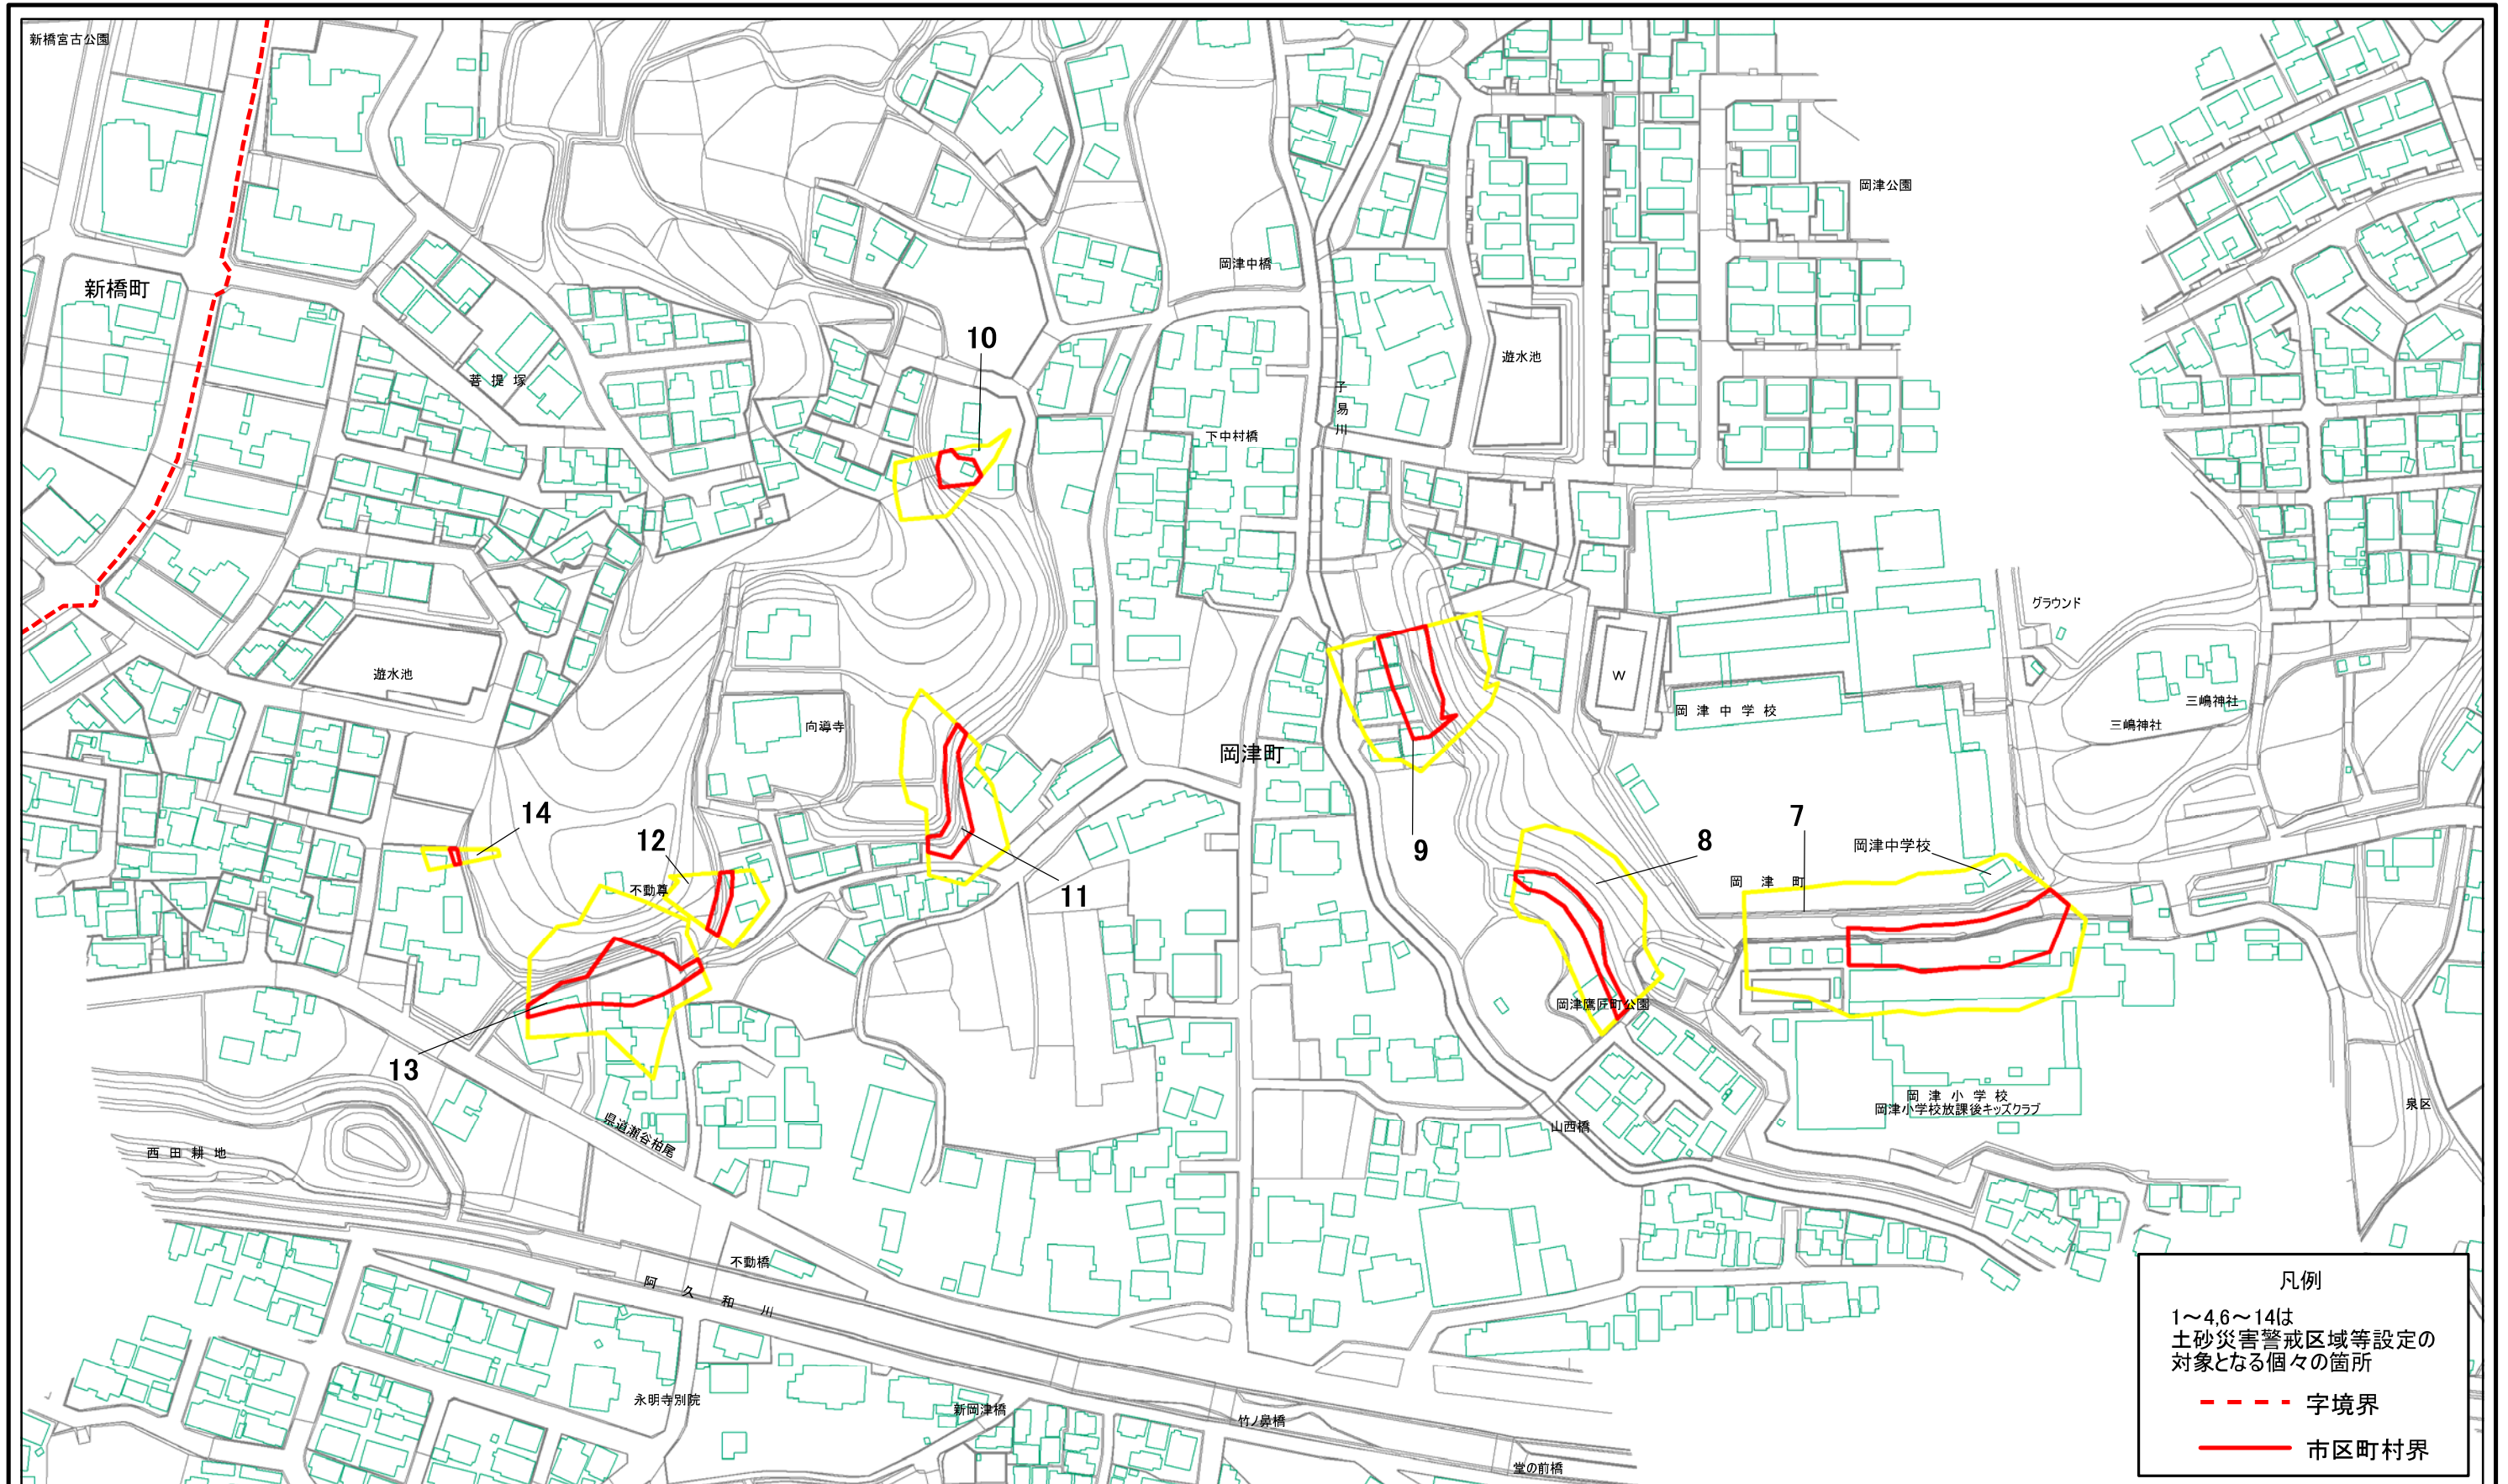 新橋宮古公園
岡津公園
岡津中橋
新橋町
10
遊水池
菩提塚
子易川
下中村橋
グラウンド
遊水池
W
三嶋神社
岡津中学校
三嶋神社
向導寺
岡津町
14
12
9
8
7
岡津中学校
岡津町
不動尊
11
岡津鷹匠町公園
13
岡津小学校
岡津小学校放課後キッズクラブ
泉区
県道瀬谷柏尾
山西橋
西田耕地
不動橋
阿久和川
永明寺別院
新岡津橋
竹ノ鼻橋
堂の前橋
凡例
1～4,6～14は
土砂災害警戒区域等設定の
対象となる個々の箇所
字境界
市区町村界